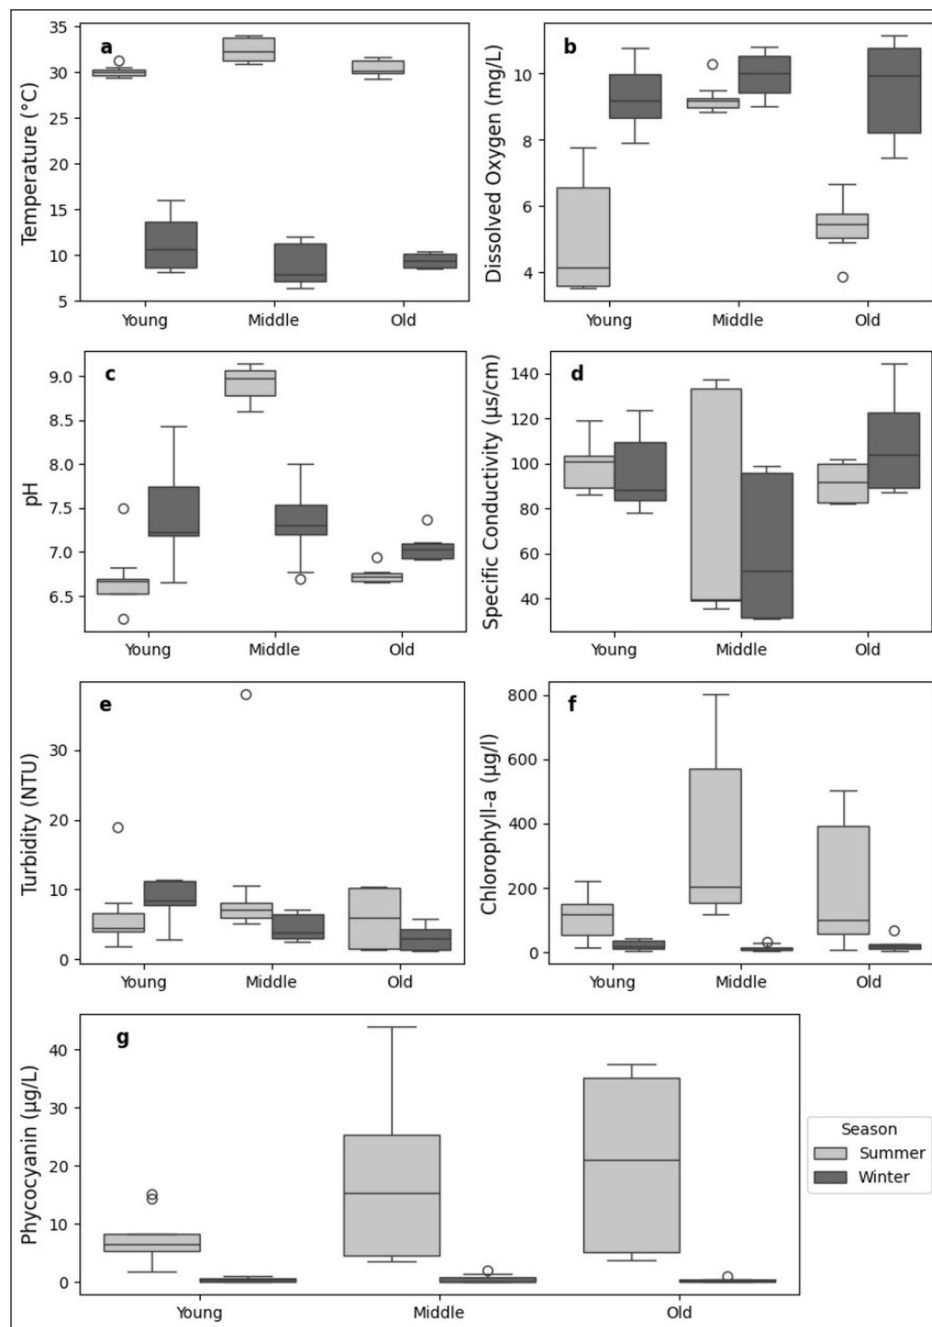 a
Temperature (°C)
35
30
25
20
15
10
5
Young Middle Old
b
Dissolved Oxygen (mg/L)
10
8
6
4
Young Middle Old
c
pH
9.0
8.5
8.0
7.5
7.0
6.5
Young Middle Old
d
Specific Conductivity (μs/cm)
140
120
100
80
60
40
Young Middle Old
e
Turbidity (NTU)
30
20
10
0
Young Middle Old
f
Chlorophyll-a (μg/l)
800
600
400
200
0
Young Middle Old
g
Phycocyanin (μg/L)
40
30
20
10
0
Young Middle Old
Season
Summer
Winter